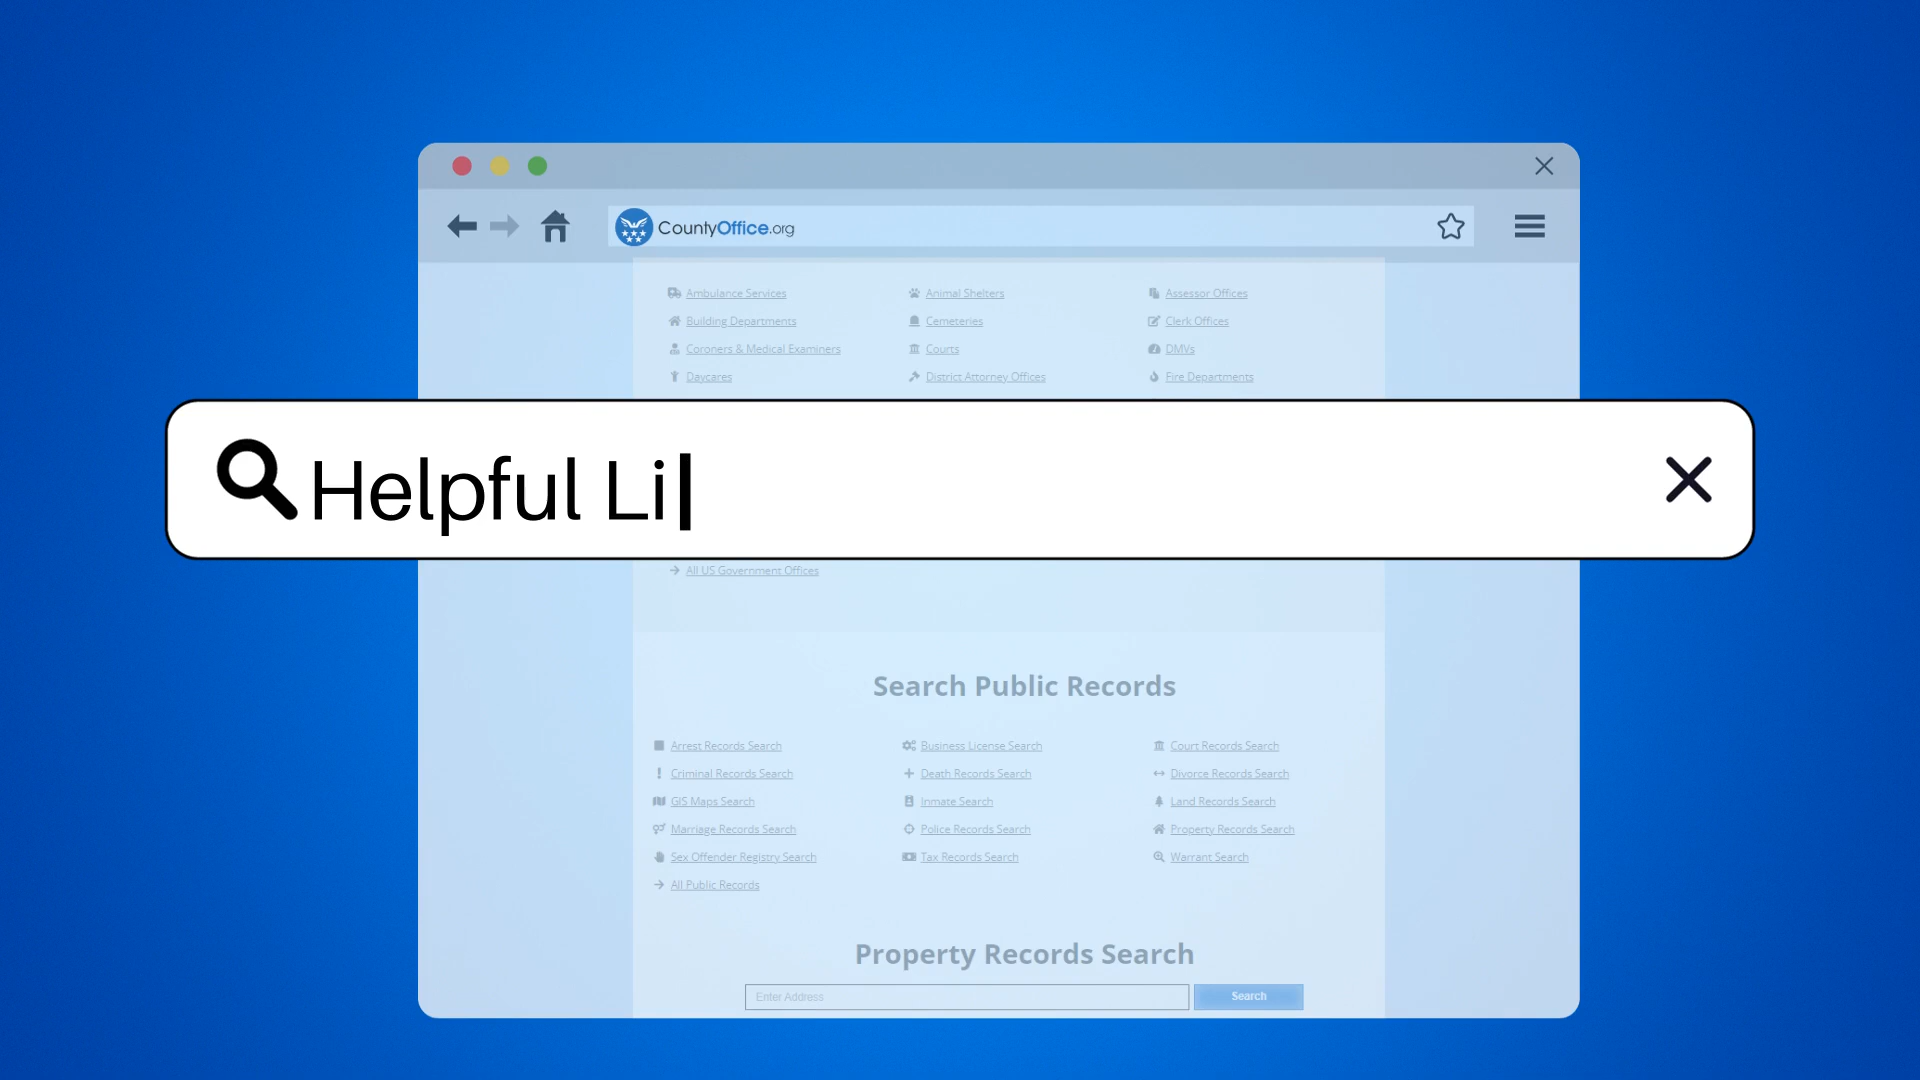 CountyOffice.org
Ambulance Services Animal Shelters Assessor Offices
Building Departments Cemeteries Clerk Offices
Coroners & Medical Examiners Courts DMVs
Daycares District Attorney Offices Fire Departments
Helpful Li
All US Government Offices
Search Public Records
Arrest Records Search Business License Search Court Records Search
Criminal Records Search Death Records Search Divorce Records Search
GIS Maps Search Inmate Search Land Records Search
Marriage Records Search Police Records Search Property Records Search
Sex Offender Registry Search Tax Records Search Warrant Search
All Public Records
Property Records Search
Enter Address Search